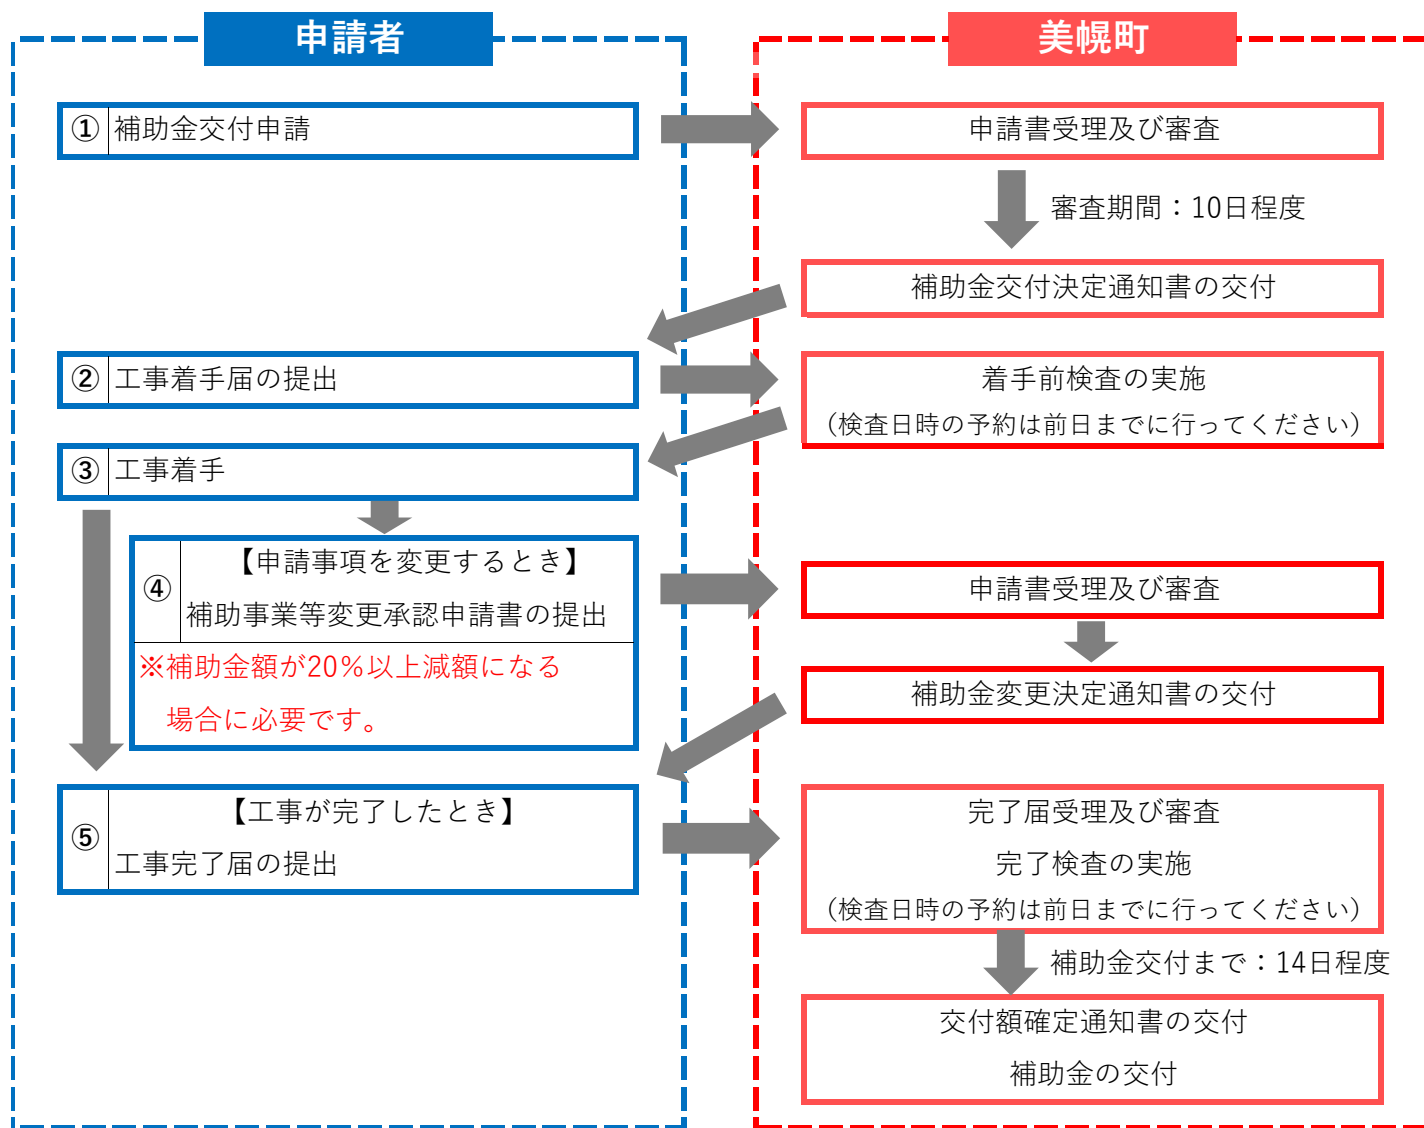 申請者
美幌町
① 補助金交付申請
申請書受理及び審査
審査期間：10日程度
補助金交付決定通知書の交付
② 工事着手届の提出
着手前検査の実施
（検査日時の予約は前日までに行ってください）
③ 工事着手
④ 【申請事項を変更するとき】
補助事業等変更承認申請書の提出
※補助金額が20％以上減額になる
場合に必要です。
申請書受理及び審査
補助金変更決定通知書の交付
⑤ 【工事が完了したとき】
工事完了届の提出
完了届受理及び審査
完了検査の実施
（検査日時の予約は前日までに行ってください）
補助金交付まで：14日程度
交付額確定通知書の交付
補助金の交付